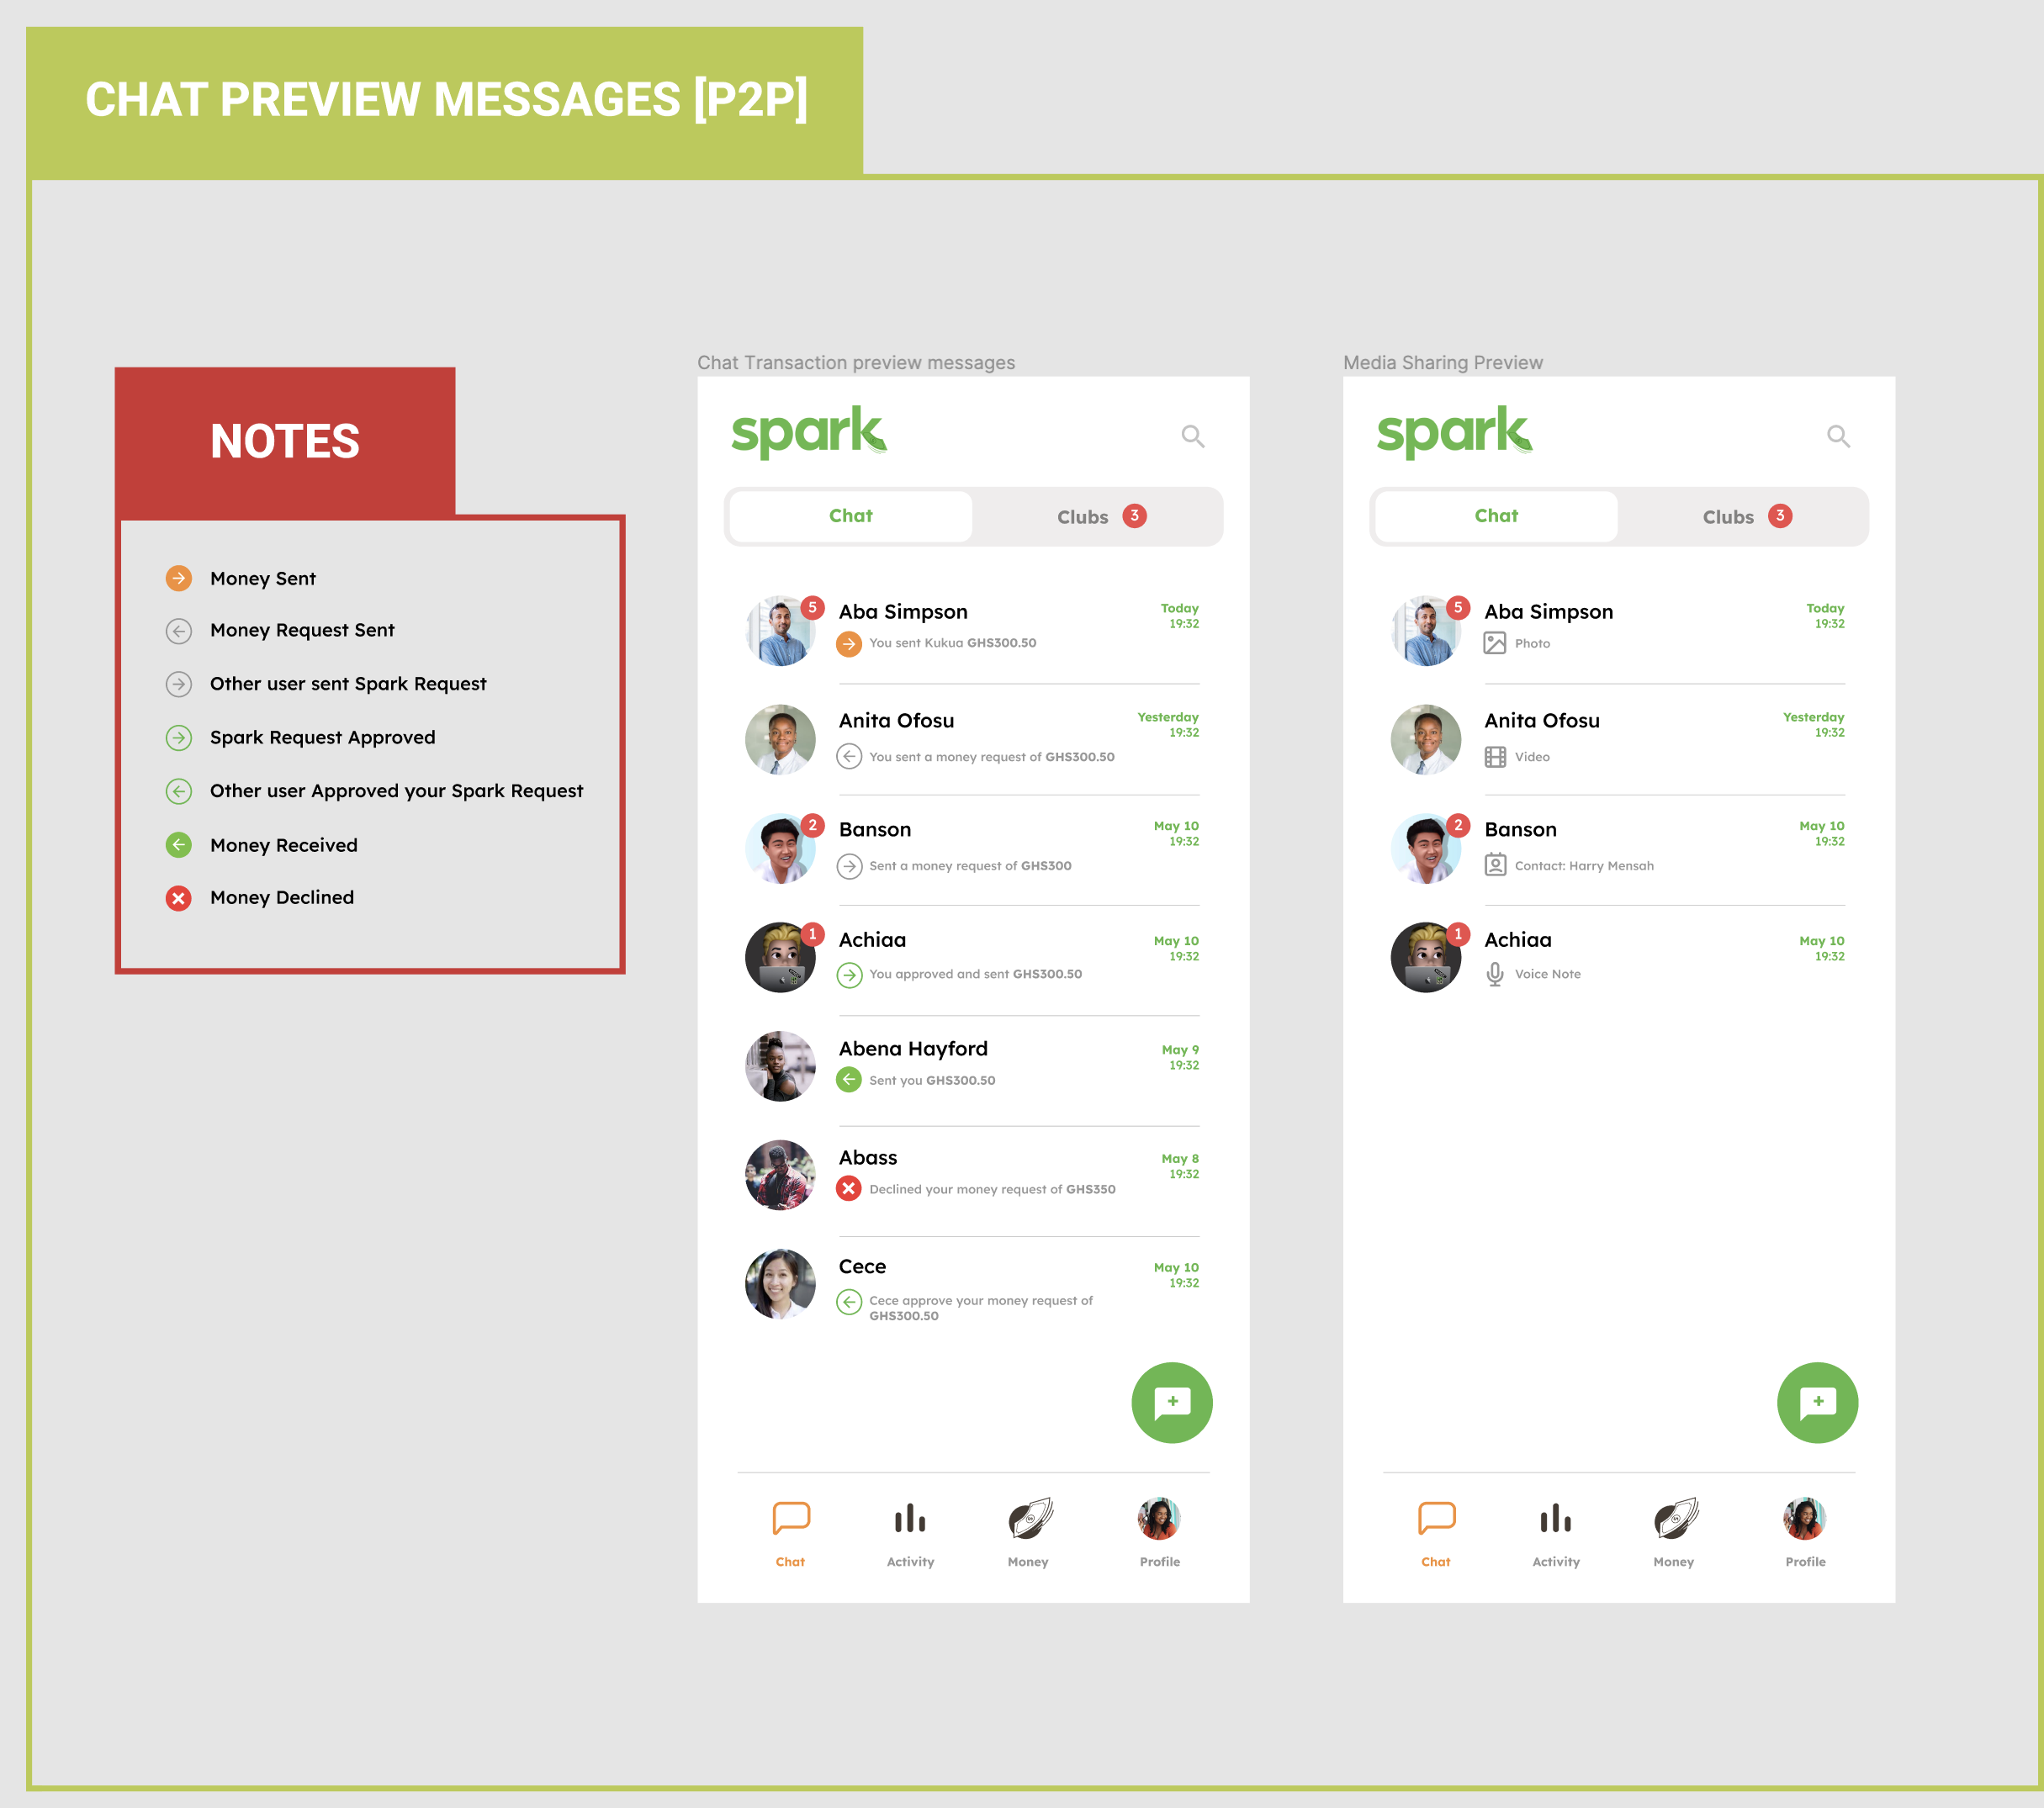 CHAT PREVIEW MESSAGES [P2P]
NOTES
Money Sent
Money Request Sent
Other user sent Spark Request
Spark Request Approved
Other user Approved your Spark Request
Money Received
Money Declined
Chat Transaction preview messages
spark
Chat
Clubs 3
5
Aba Simpson
Today
19:32
You sent Kukua GHS300.50
Anita Ofosu
Yesterday
19:32
You sent a money request of GHS300.50
2
Banson
May 10
19:32
Sent a money request of GHS300
1
Achiaa
May 10
19:32
You approved and sent GHS300.50
Abena Hayford
May 9
19:32
Sent you GHS300.50
Abass
May 8
19:32
Declined your money request of GHS350
Cece
May 10
19:32
Cece approve your money request of
GHS300.50
Chat
Activity
Money
Profile
Media Sharing Preview
spark
Chat
Clubs 3
5
Aba Simpson
Today
19:32
Photo
Anita Ofosu
Yesterday
19:32
Video
2
Banson
May 10
19:32
Contact: Harry Mensah
1
Achiaa
May 10
19:32
Voice Note
Chat
Activity
Money
Profile